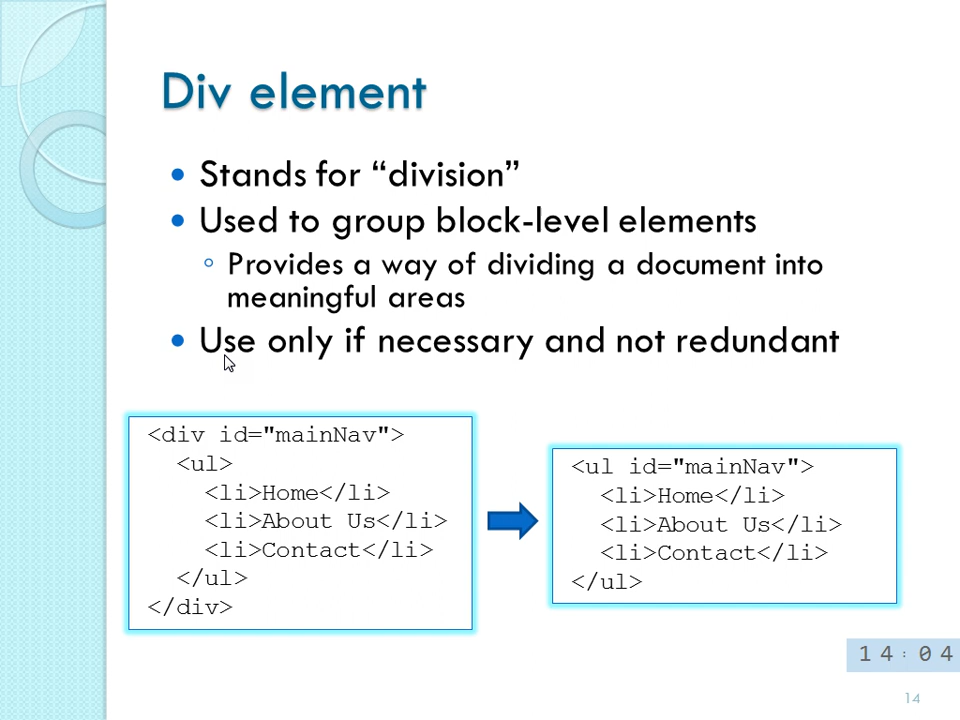 Div element
Stands for “division”
Used to group block-level elements
Provides a way of dividing a document into
meaningful areas
Use only if necessary and not redundant
<div id="mainNav">
<ul>
<li>Home</li>
<li>About Us</li>
<li>Contact</li>
</ul>
</div>
<ul id="mainNav">
<li>Home</li>
<li>About Us</li>
<li>Contact</li>
</ul>
14:04
14